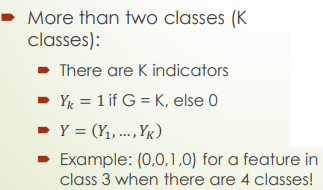 More than two classes (K
classes):
There are K indicators
Yₖ = 1 if G = K, else 0
Y = (Y₁, ..., Y_K)
Example: (0,0,1,0) for a feature in
class 3 when there are 4 classes!